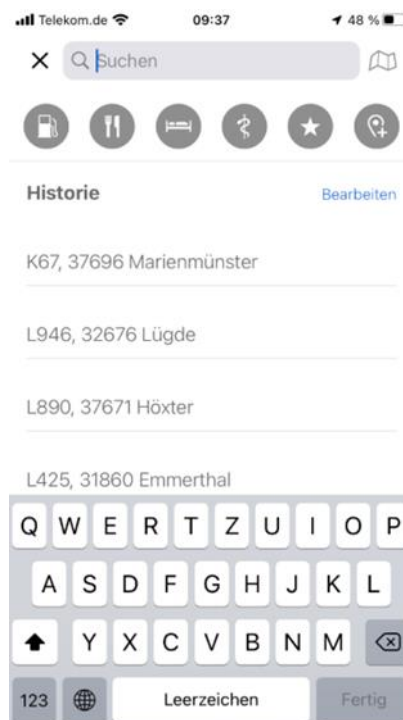 Telekom.de 09:37 48 %
Suchen
Historie Bearbeiten
K67, 37696 Marienmünster
L946, 32676 Lügde
L890, 37671 Höxter
L425, 31860 Emmerthal
Q W E R T Z U I O P
A S D F G H J K L
Y X C V B N M
123 Leerzeichen Fertig